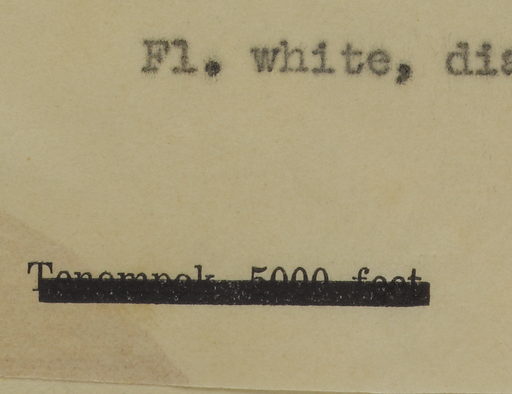 Fl. white, dia
Tenompok 5000 feet